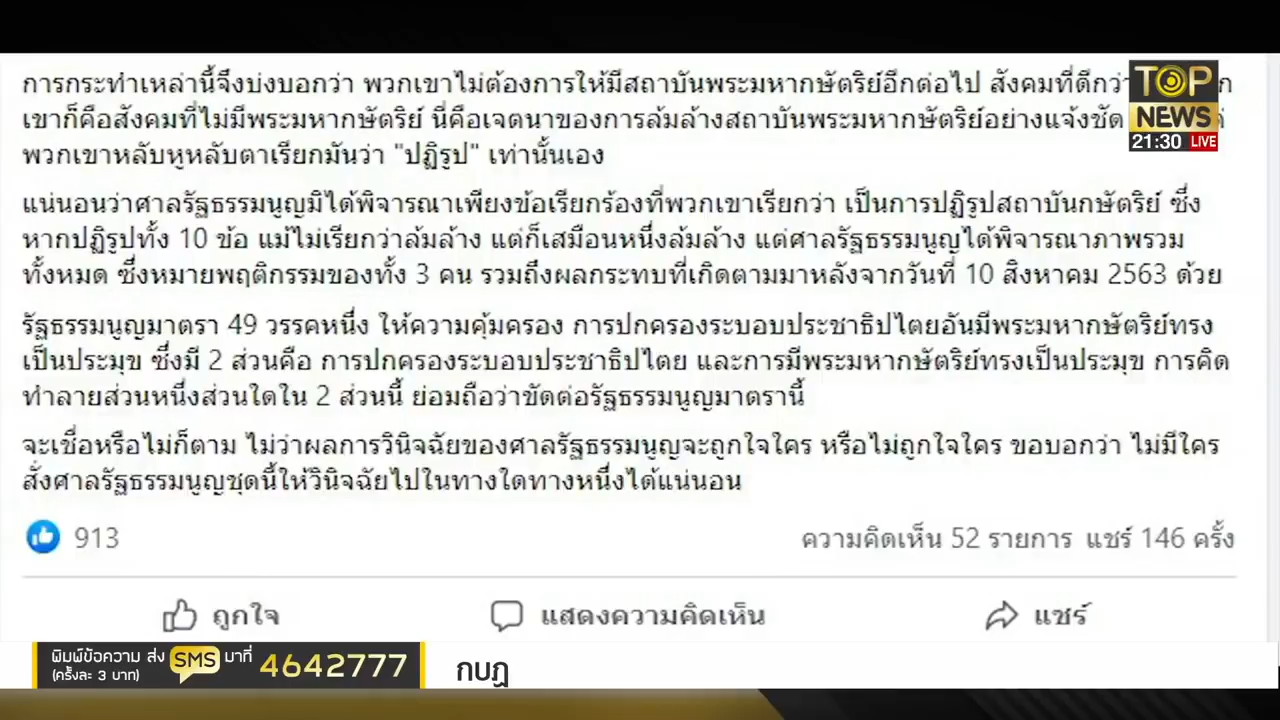 การกระทำเหล่านี้จึงบ่งบอกว่า พวกเขาไม่ต้องการให้มีสถาบันพระมหากษัตริย์อีกต่อไป สังคมที่ดีกว่า
เขาก็คือสังคมที่ไม่มีพระมหากษัตริย์ นี่คือเจตนาของการล้มล้างสถาบันพระมหากษัตริย์อย่างแจ้งชัด
พวกเขาหลับหูหลับตาเรียกมันว่า "ปฏิรูป" เท่านั้นเอง
แน่นอนว่าศาลรัฐธรรมนูญมิได้พิจารณาเพียงข้อเรียกร้องที่พวกเขาเรียกว่า เป็นการปฏิรูปสถาบันกษัตริย์ ซึ่ง
หากปฏิรูปทั้ง 10 ข้อ แม้ไม่เรียกว่าล้มล้าง แต่ก็เสมือนหนึ่งล้มล้าง แต่ศาลรัฐธรรมนูญได้พิจารณาภาพรวม
ทั้งหมด ซึ่งหมายพฤติกรรมของทั้ง 3 คน รวมถึงผลกระทบที่เกิดตามมาหลังจากวันที่ 10 สิงหาคม 2563 ด้วย
รัฐธรรมนูญมาตรา 49 วรรคหนึ่ง ให้ความคุ้มครอง การปกครองระบอบประชาธิปไตยอันมีพระมหากษัตริย์ทรง
เป็นประมุข ซึ่งมี 2 ส่วนคือ การปกครองระบอบประชาธิปไตย และการมีพระมหากษัตริย์ทรงเป็นประมุข การคิด
ทำลายส่วนหนึ่งส่วนใดใน 2 ส่วนนี้ ย่อมถือว่าขัดต่อรัฐธรรมนูญมาตรานี้
จะเชื่อหรือไม่ก็ตาม ไม่ว่าผลการวินิจฉัยของศาลรัฐธรรมนูญจะถูกใจใคร หรือไม่ถูกใจใคร ขอบอกว่า ไม่มีใคร
สั่งศาลรัฐธรรมนูญชุดนี้ให้วินิจฉัยไปในทางใดทางหนึ่งได้แน่นอน
TOP
NEWS
21:30 LIVE
913
ความคิดเห็น 52 รายการ แชร์ 146 ครั้ง
ถูกใจ
แสดงความคิดเห็น
แชร์
พิมพ์ข้อความ ส่ง SMS มาที่ 4642777
(ครั้งละ 3 บาท)
กบฏ